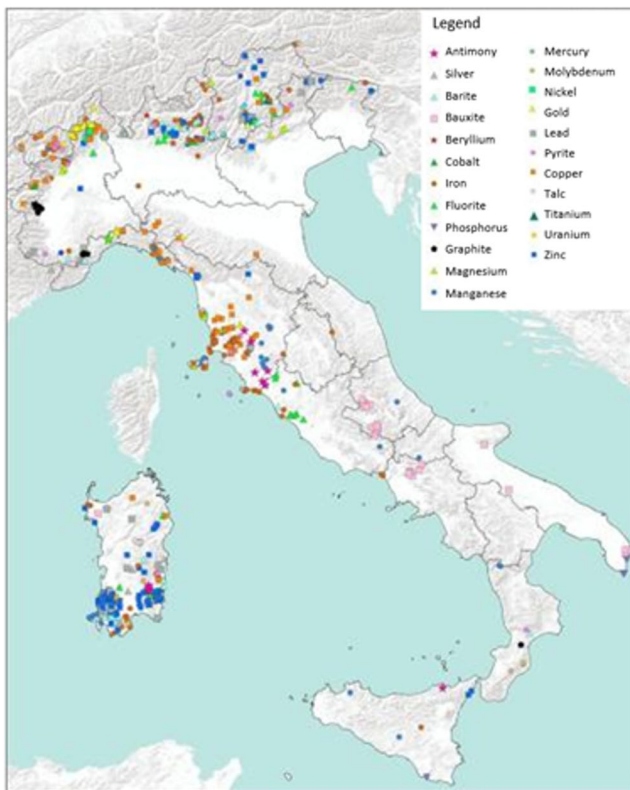 Legend
Antimony
Silver
Barite
Bauxite
Beryllium
Cobalt
Iron
Fluorite
Phosphorus
Graphite
Magnesium
Manganese
Mercury
Molybdenum
Nickel
Gold
Lead
Pyrite
Copper
Talc
Titanium
Uranium
Zinc